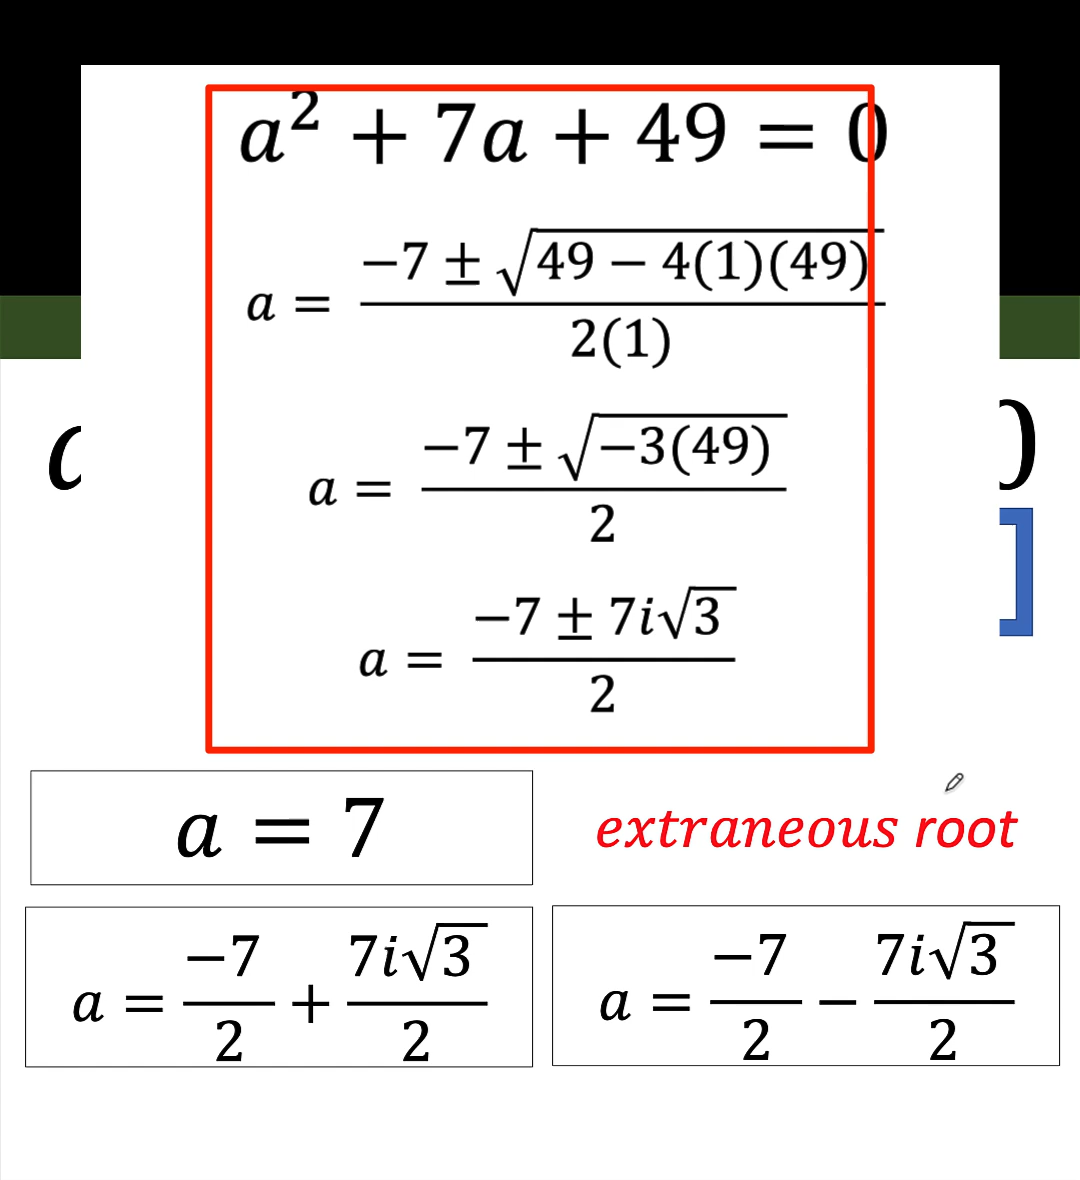 a² + 7a + 49 = 0
a = (−7 ± √(49 − 4(1)(49))) / 2(1)
a = (−7 ± √(−3(49))) / 2
a = (−7 ± 7i√3) / 2
a = 7
extraneous root
a = −7/2 + 7i√3/2
a = −7/2 − 7i√3/2